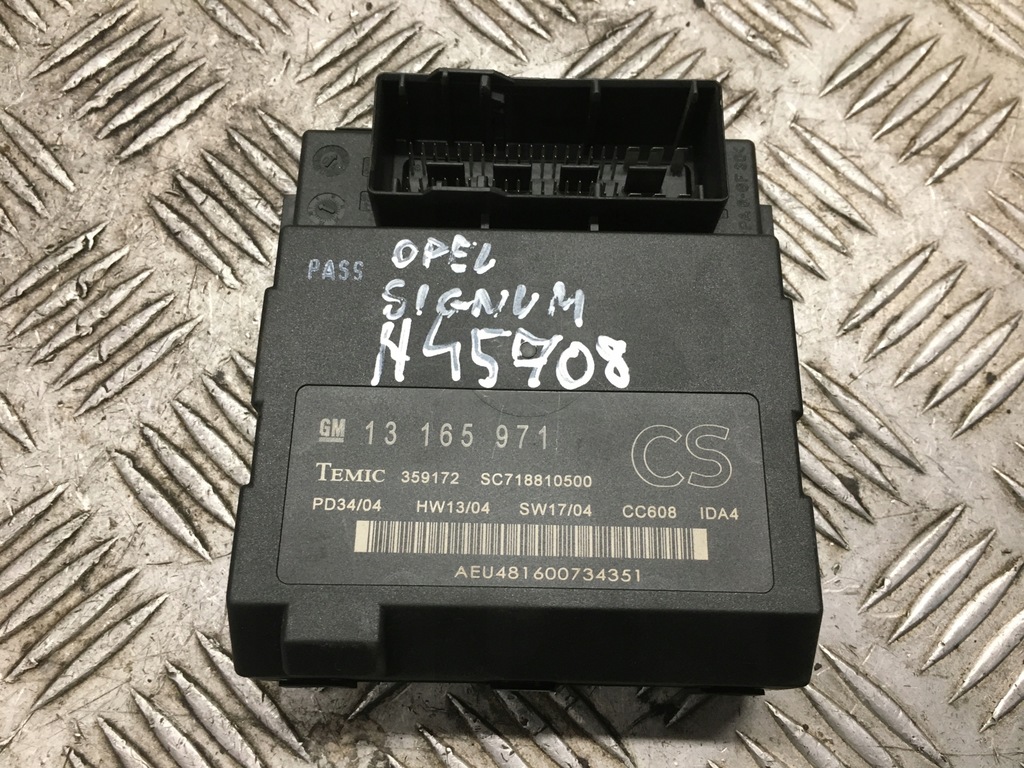 PASS
OPEL
SIGNUM
H45708
GM 13 165 971
CS
TEMIC 359172 SC718810500
PD34/04 HW13/04 SW17/04 CC608 IDA4
AEU481600734351